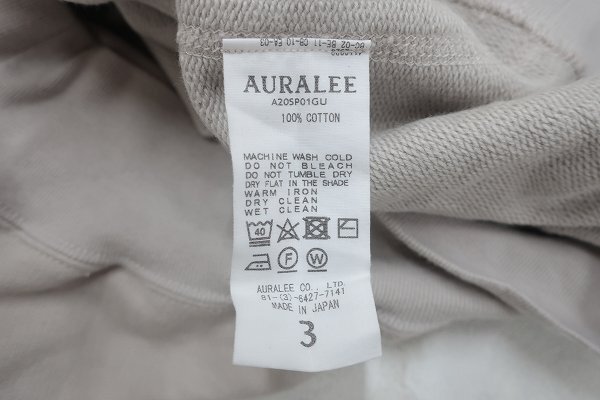 AURALEE
A20SP01GU
100% COTTON
MACHINE WASH COLD
DO NOT BLEACH
DO NOT TUMBLE DRY
DRY FLAT IN THE SHADE
WARM IRON
DRY CLEAN
WET CLEAN
40
F
W
AURALEE CO., LTD.
81-(3)-6427-7141
MADE IN JAPAN
3